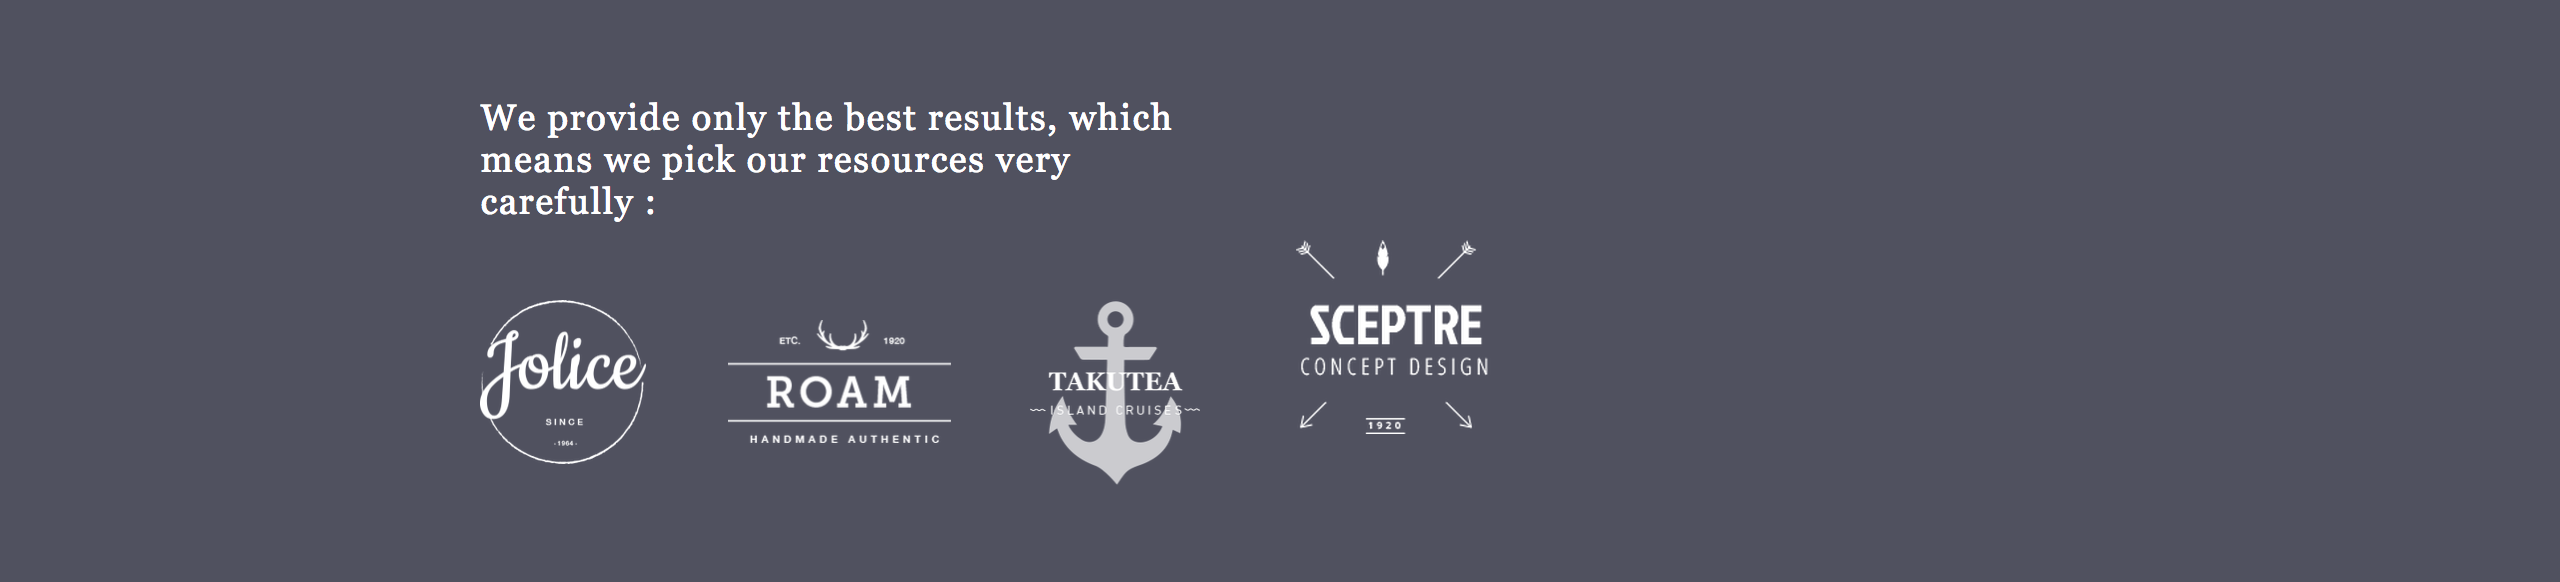 We provide only the best results, which
means we pick our resources very
carefully :
Jolice
SINCE
- 1964 -
ETC. 1920
ROAM
HANDMADE AUTHENTIC
TAKUTEA
ISLAND CRUISES
SCEPTRE
CONCEPT DESIGN
1920